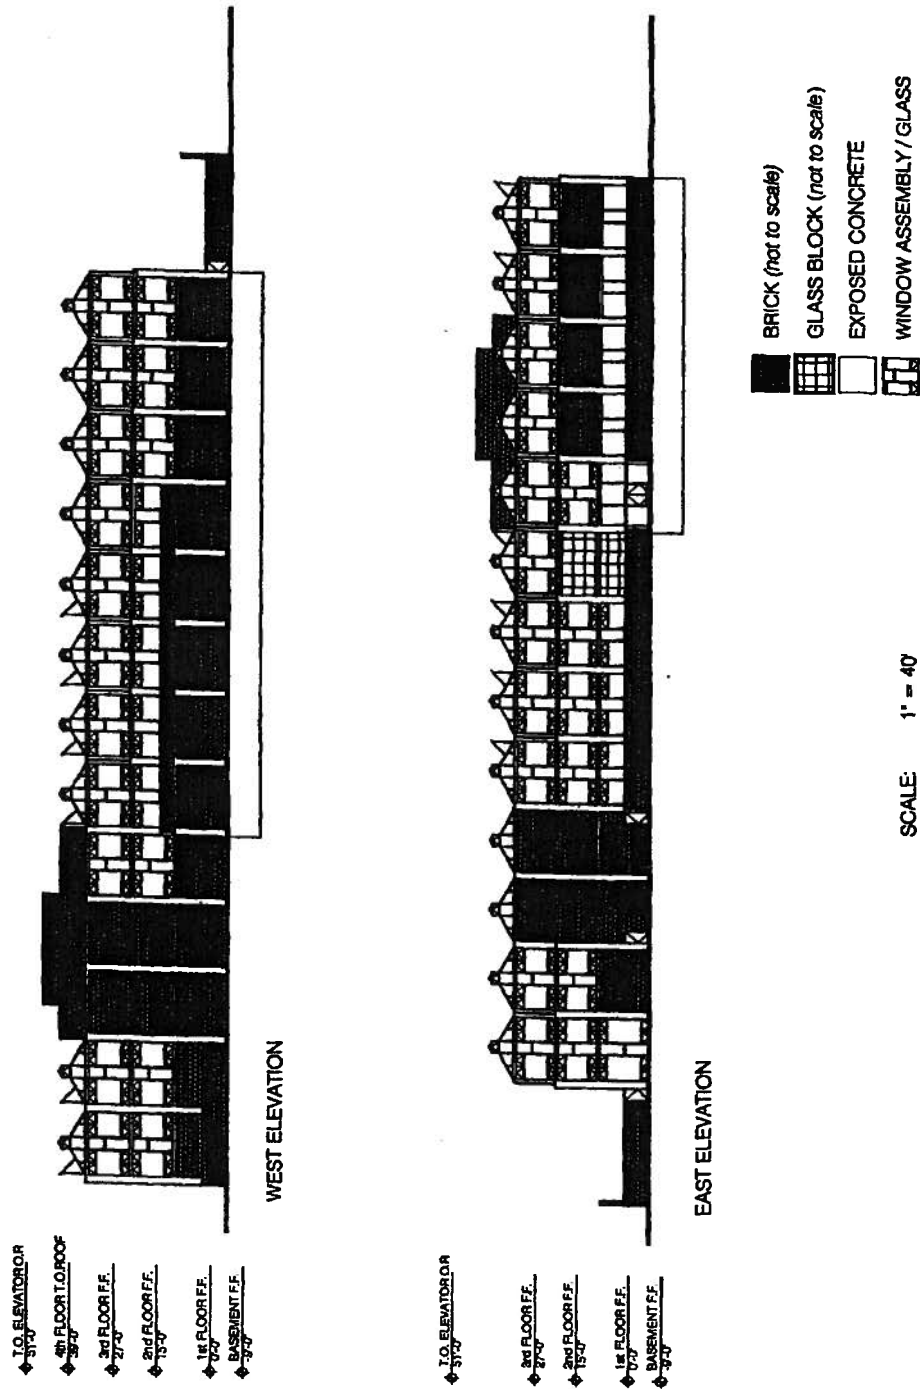 T.O. ELEVATOR O.R
51'-0"
4th FLOOR T.O.ROOF
39'-0"
3rd FLOOR F.F.
27'-0"
2nd FLOOR F.F.
15'-0"
1st FLOOR F.F.
0'-0"
BASEMENT F.F.
-9'-0"
WEST ELEVATION
T.O. ELEVATOR O.R
51'-0"
3rd FLOOR F.F.
27'-0"
2nd FLOOR F.F.
15'-0"
1st FLOOR F.F.
0'-0"
BASEMENT F.F.
-9'-0"
EAST ELEVATION
BRICK (not to scale)
GLASS BLOCK (not to scale)
EXPOSED CONCRETE
WINDOW ASSEMBLY / GLASS
SCALE: 1" = 40'